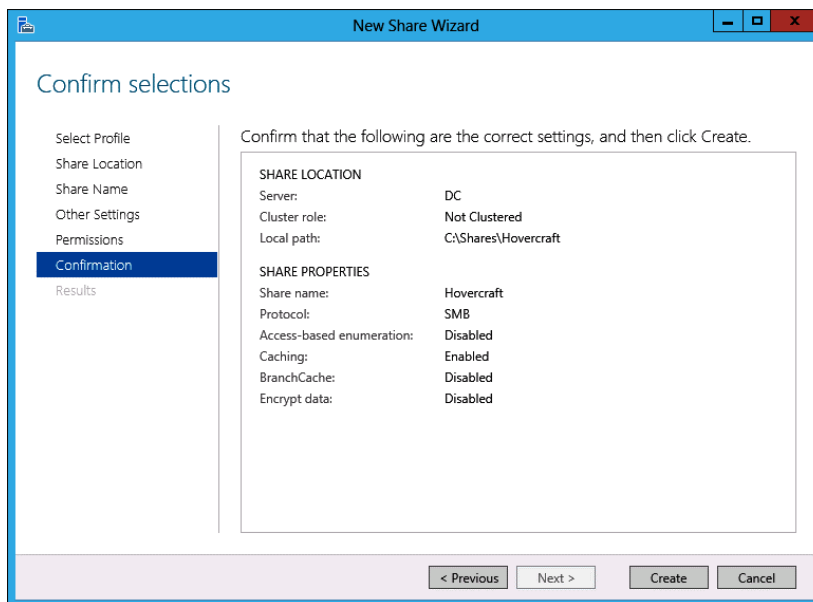 New Share Wizard
Confirm selections
Select Profile
Share Location
Share Name
Other Settings
Permissions
Confirmation
Results
Confirm that the following are the correct settings, and then click Create.
SHARE LOCATION
Server: DC
Cluster role: Not Clustered
Local path: C:\Shares\Hovercraft
SHARE PROPERTIES
Share name: Hovercraft
Protocol: SMB
Access-based enumeration: Disabled
Caching: Enabled
BranchCache: Disabled
Encrypt data: Disabled
< Previous Next > Create Cancel